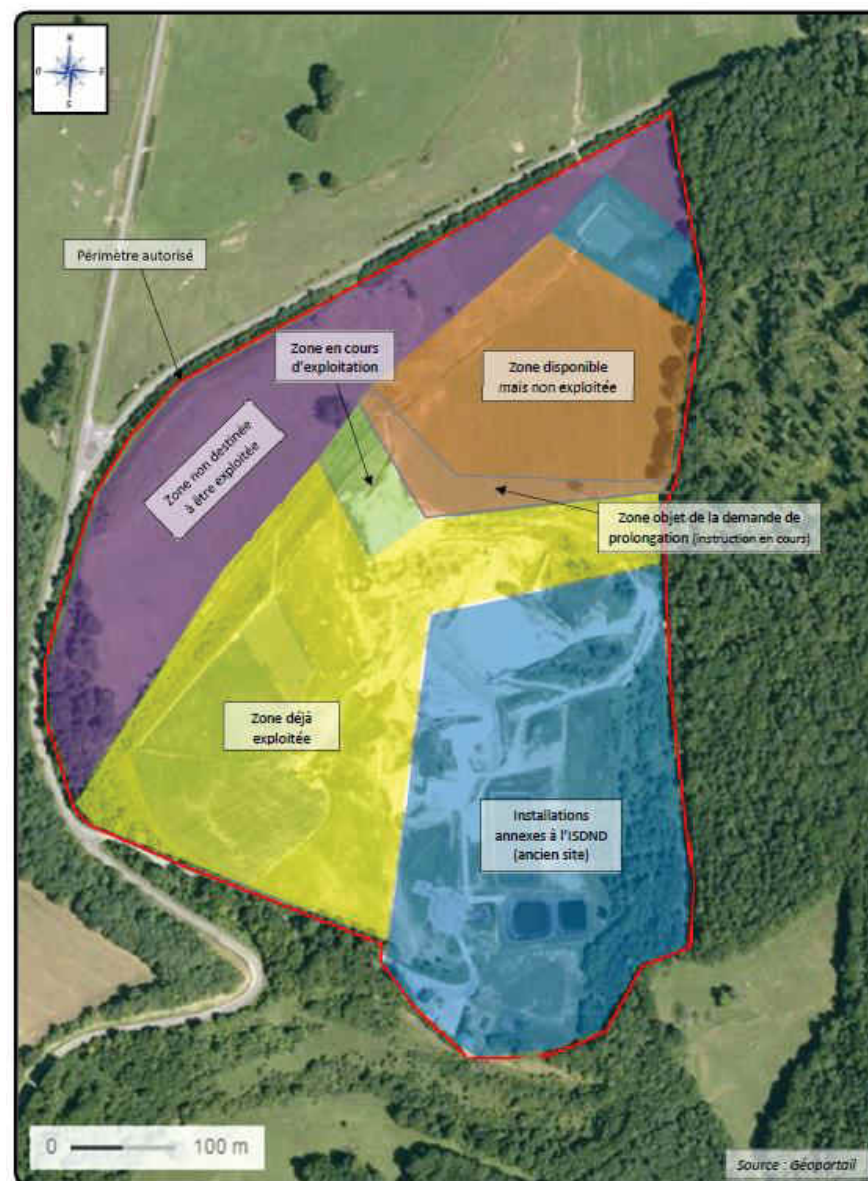 N
O
E
S
Périmètre autorisé
Zone en cours
d'exploitation
Zone disponible
mais non exploitée
Zone non destinée
à être exploitée
Zone objet de la demande de
prolongation (instruction en cours)
Zone déjà
exploitée
Installations
annexes à l'ISDND
(ancien site)
0 100 m
Source : Géoportail